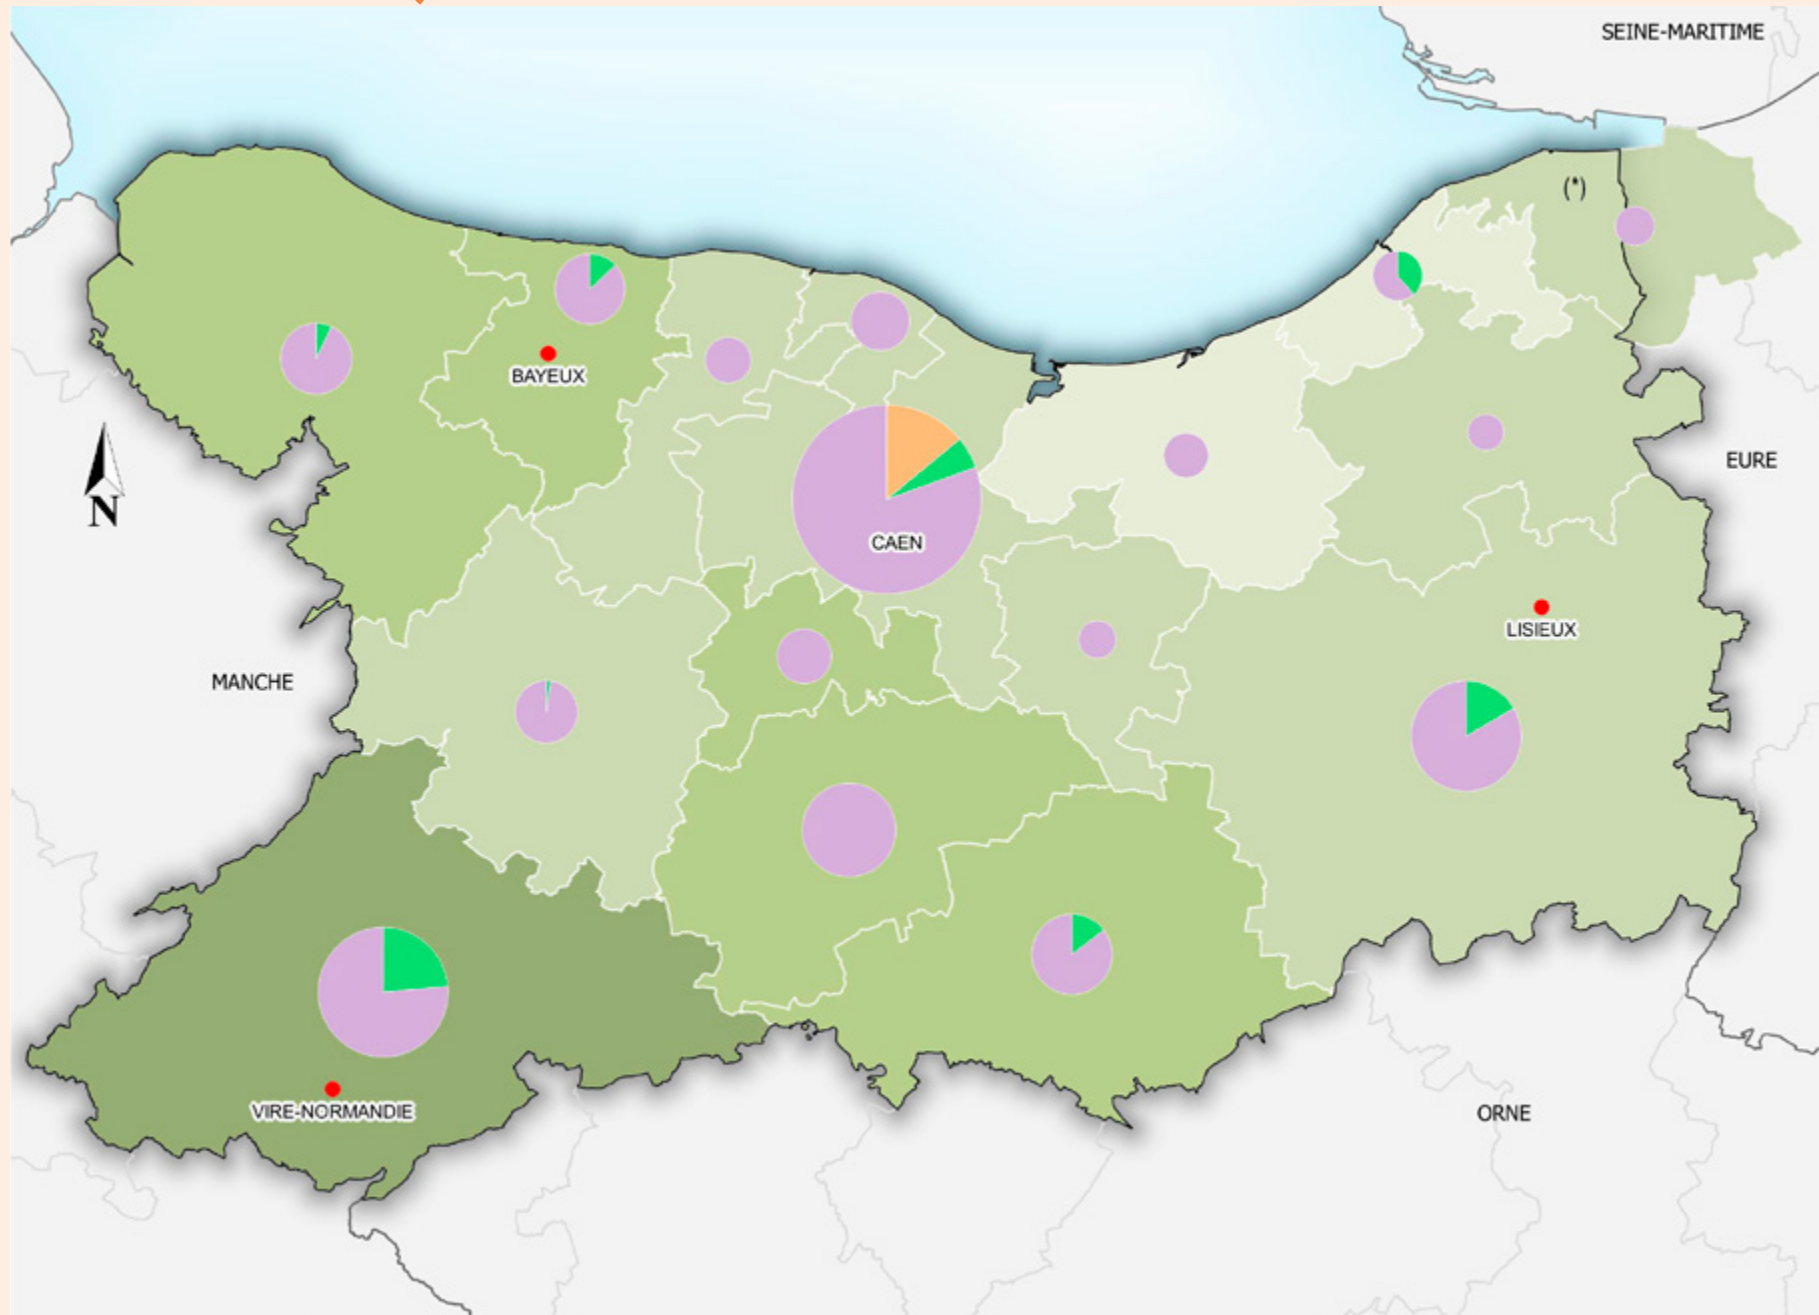 SEINE-MARITIME
(*)
BAYEUX
EURE
N
CAEN
LISIEUX
MANCHE
VIRE-NORMANDIE
ORNE